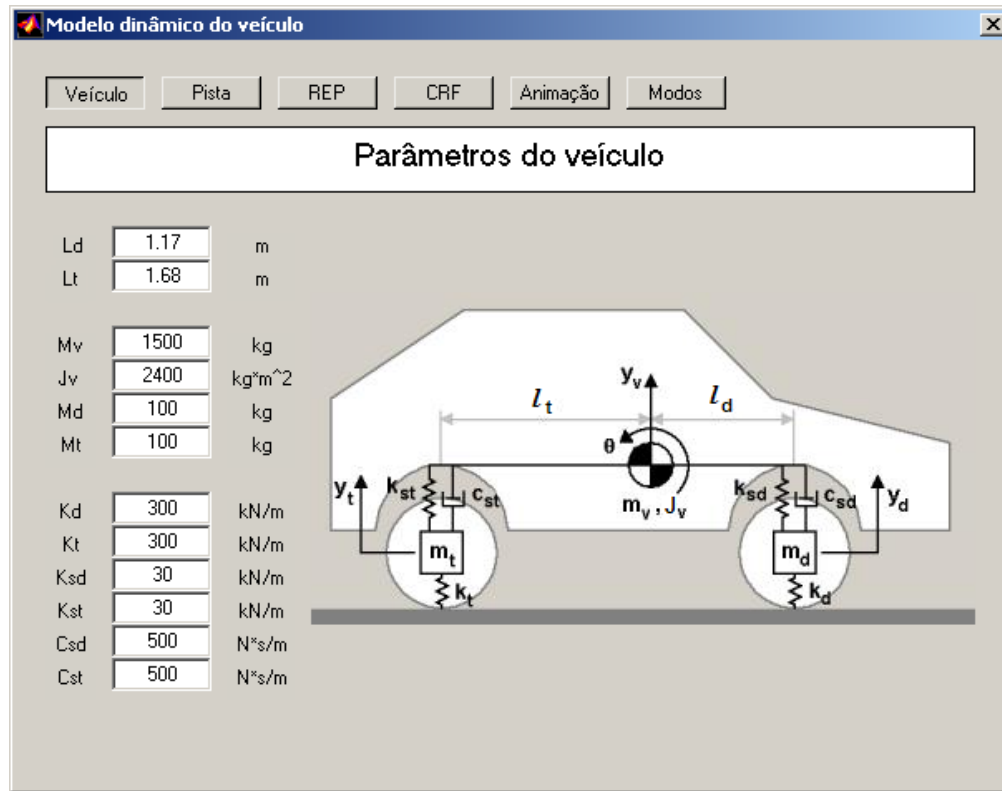 Modelo dinâmico do veículo
Veículo Pista REP CRF Animação Modos
Parâmetros do veículo
Ld 1.17 m
Lt 1.68 m
Mv 1500 kg
Jv 2400 kg*m^2
Md 100 kg
Mt 100 kg
Kd 300 kN/m
Kt 300 kN/m
Ksd 30 kN/m
Kst 30 kN/m
Csd 500 N*s/m
Cst 500 N*s/m
yv
lt ld
θ
yt kst cst mv , Jv ksd csd yd
mt md
kt kd